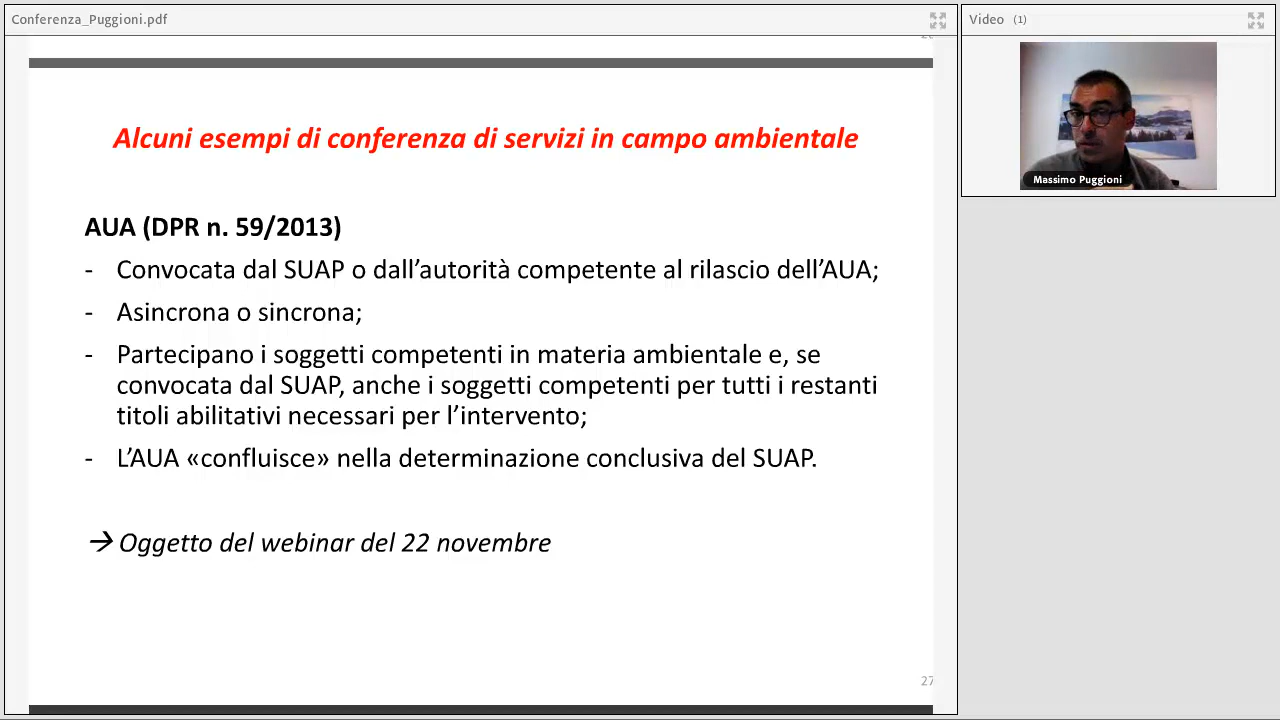 Conferenza_Puggioni.pdf
Video (1)
Massimo Puggioni
Alcuni esempi di conferenza di servizi in campo ambientale
AUA (DPR n. 59/2013)
- Convocata dal SUAP o dall’autorità competente al rilascio dell’AUA;
- Asincrona o sincrona;
- Partecipano i soggetti competenti in materia ambientale e, se
convocata dal SUAP, anche i soggetti competenti per tutti i restanti
titoli abilitativi necessari per l’intervento;
- L’AUA «confluisce» nella determinazione conclusiva del SUAP.
→ Oggetto del webinar del 22 novembre
27